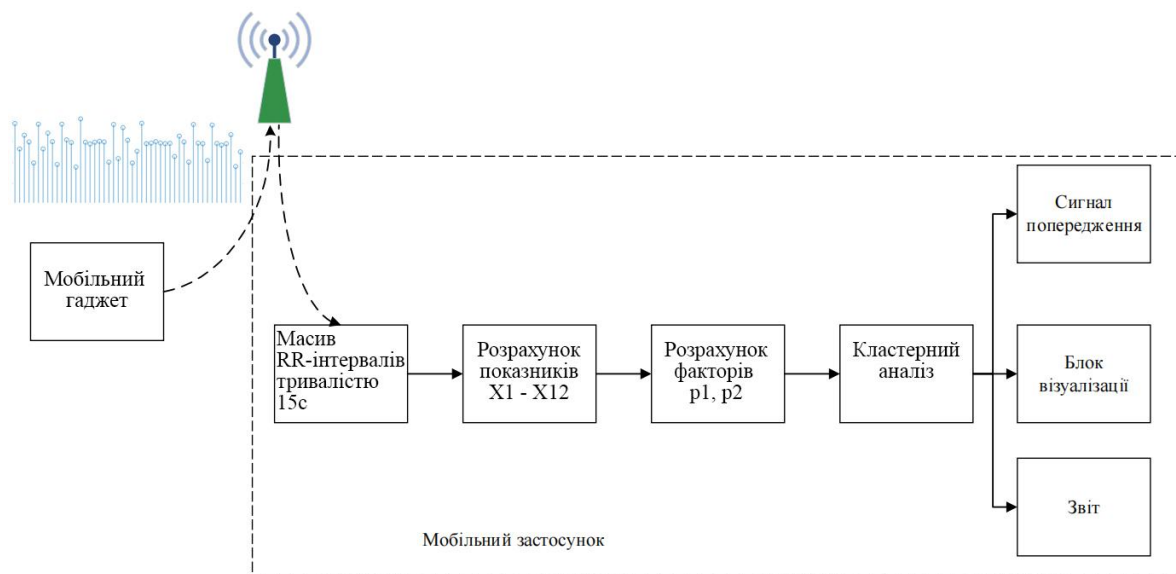 Мобільний
гаджет
Масив
RR-інтервалів
тривалістю
15с
Розрахунок
показників
X1 - X12
Розрахунок
факторів
p1, p2
Кластерний
аналіз
Сигнал
попередження
Блок
візуалізації
Звіт
Мобільний застосунок